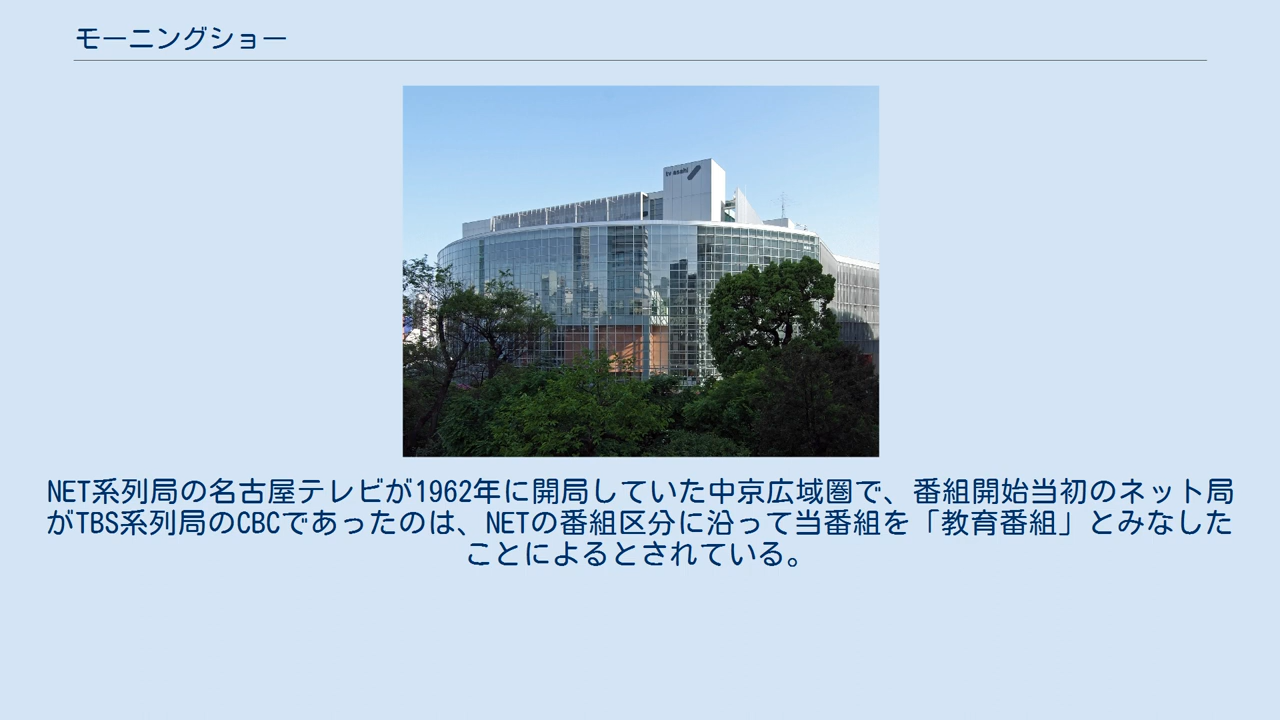 モーニングショー
tv asahi
NET系列局の名古屋テレビが1962年に開局していた中京広域圏で、番組開始当初のネット局
がTBS系列局のCBCであったのは、NETの番組区分に沿って当番組を「教育番組」とみなした
ことによるとされている。